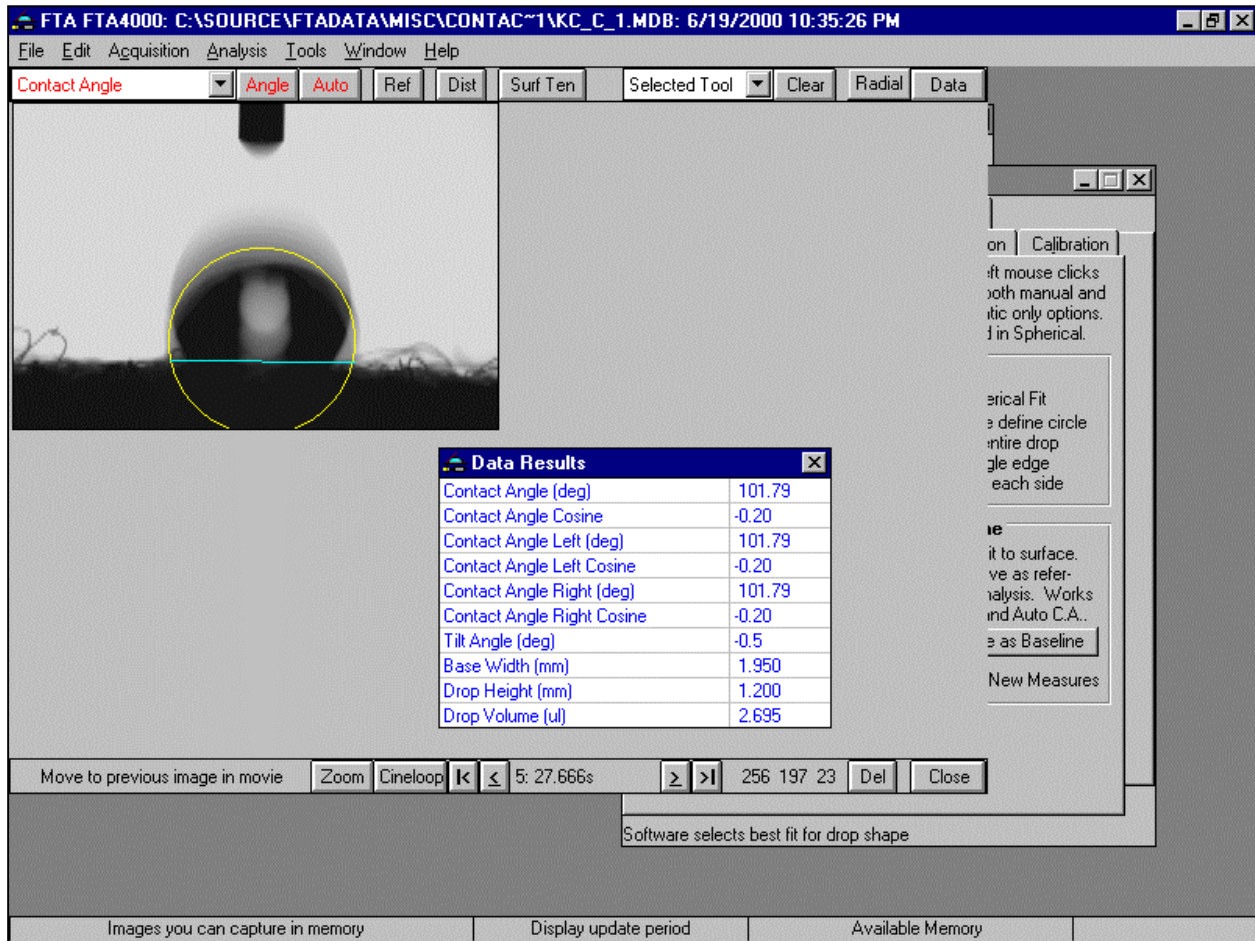 FTA FTA4000: C:\SOURCE\FTADATA\MISC\CONTAC~1\KC_C_1.MDB: 6/19/2000 10:35:26 PM
File Edit Acquisition Analysis Tools Window Help
Contact Angle Angle Auto Ref Dist Surf Ten Selected Tool Clear Radial Data
on Calibration
eft mouse clicks
both manual and
atic only options.
d in Spherical.
erical Fit
e define circle
entire drop
gle edge
each side
ne
it to surface.
ve as refer-
nalysis. Works
and Auto C.A..
e as Baseline
New Measures
Data Results
Contact Angle (deg) 101.79
Contact Angle Cosine -0.20
Contact Angle Left (deg) 101.79
Contact Angle Left Cosine -0.20
Contact Angle Right (deg) 101.79
Contact Angle Right Cosine -0.20
Tilt Angle (deg) -0.5
Base Width (mm) 1.950
Drop Height (mm) 1.200
Drop Volume (ul) 2.695
Move to previous image in movie Zoom Cineloop |< < 5: 27.666s > >| 256 197 23 Del Close
Software selects best fit for drop shape
Images you can capture in memory Display update period Available Memory